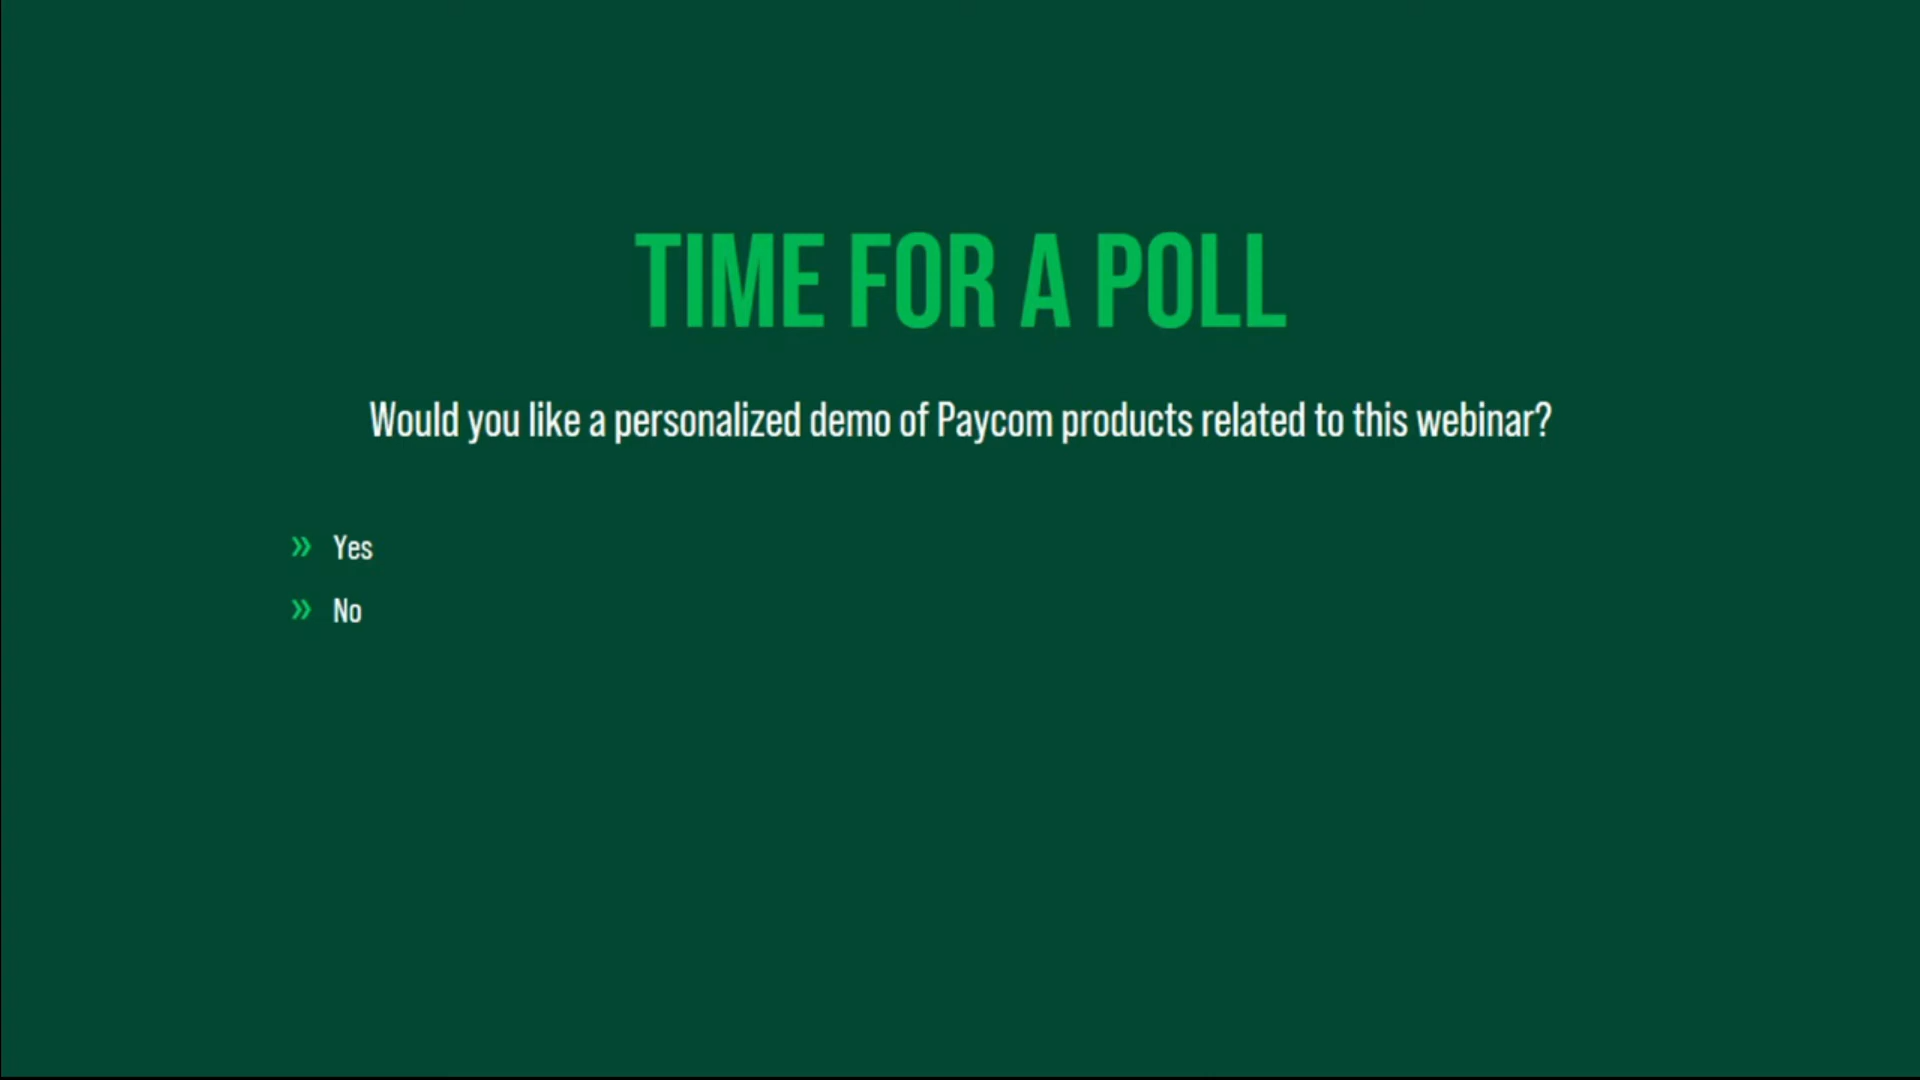 TIME FOR A POLL
Would you like a personalized demo of Paycom products related to this webinar?
» Yes
» No